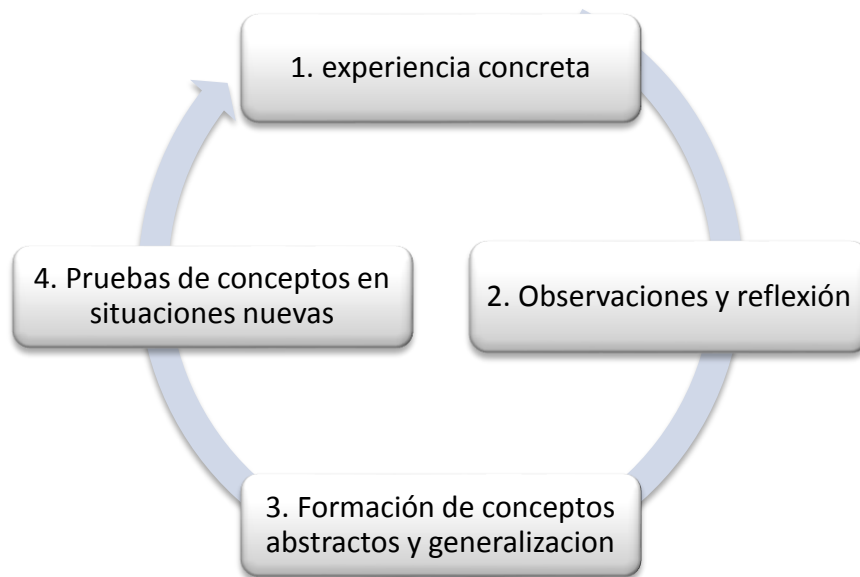 1. experiencia concreta
2. Observaciones y reflexión
3. Formación de conceptos
abstractos y generalizacion
4. Pruebas de conceptos en
situaciones nuevas